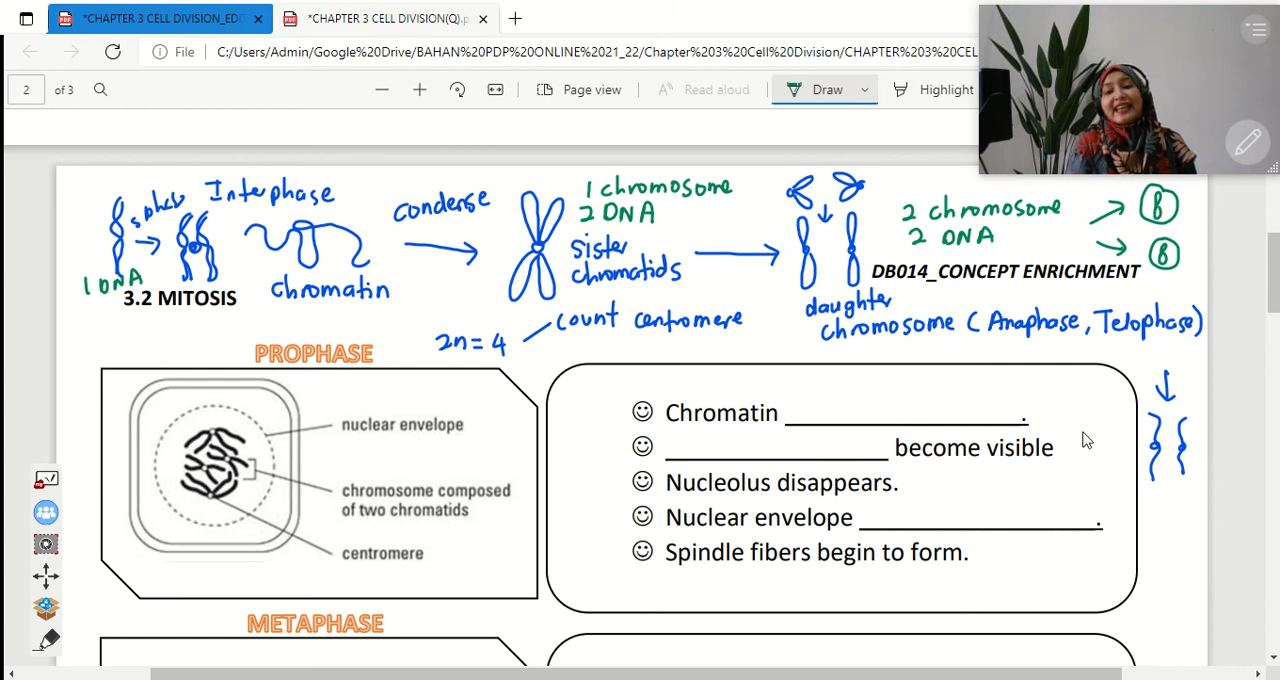 *CHAPTER 3 CELL DIVISION_EDI
*CHAPTER 3 CELL DIVISION(Q).p
File
C:/Users/Admin/Google%20Drive/BAHAN%20PDP%20ONLINE%2021_22/Chapter%203%20Cell%20Division/CHAPTER%203%20CEL
2 of 3
Page view
Read aloud
Draw
Highlight
S phase
Interphase
condense
1 chromosome
2 DNA
sister
chromatids
2 chromosome
2 DNA
B
B
DB014_CONCEPT ENRICHMENT
1 DNA
3.2 MITOSIS
chromatin
daughter
chromosome (Anaphase, Telophase)
2n = 4
count centromere
PROPHASE
nuclear envelope
chromosome composed
of two chromatids
centromere
Chromatin ____________________.
____________________ become visible
Nucleolus disappears.
Nuclear envelope ____________________.
Spindle fibers begin to form.
METAPHASE